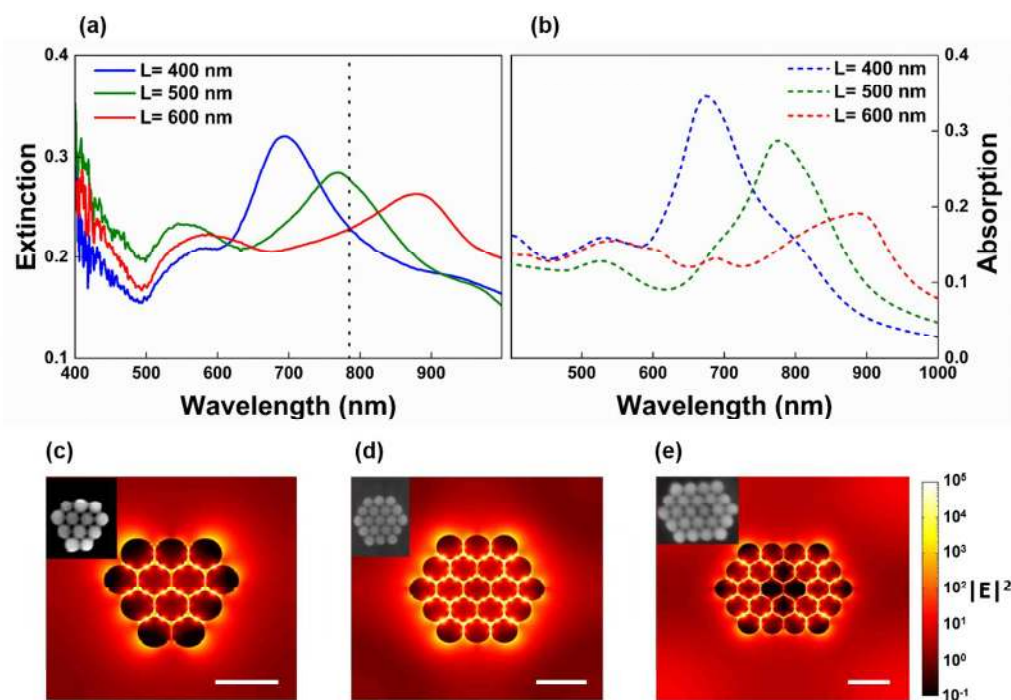 (a)
(b)
0.4
0.3
0.2
0.1
Extinction
L= 400 nm
L= 500 nm
L= 600 nm
400 500 600 700 800 900
Wavelength (nm)
L= 400 nm
L= 500 nm
L= 600 nm
0.4
0.3
0.2
0.1
0.0
Absorption
500 600 700 800 900 1000
Wavelength (nm)
(c)
(d)
(e)
10⁵
10⁴
10³
10²
10¹
10⁰
10⁻¹
|E|²